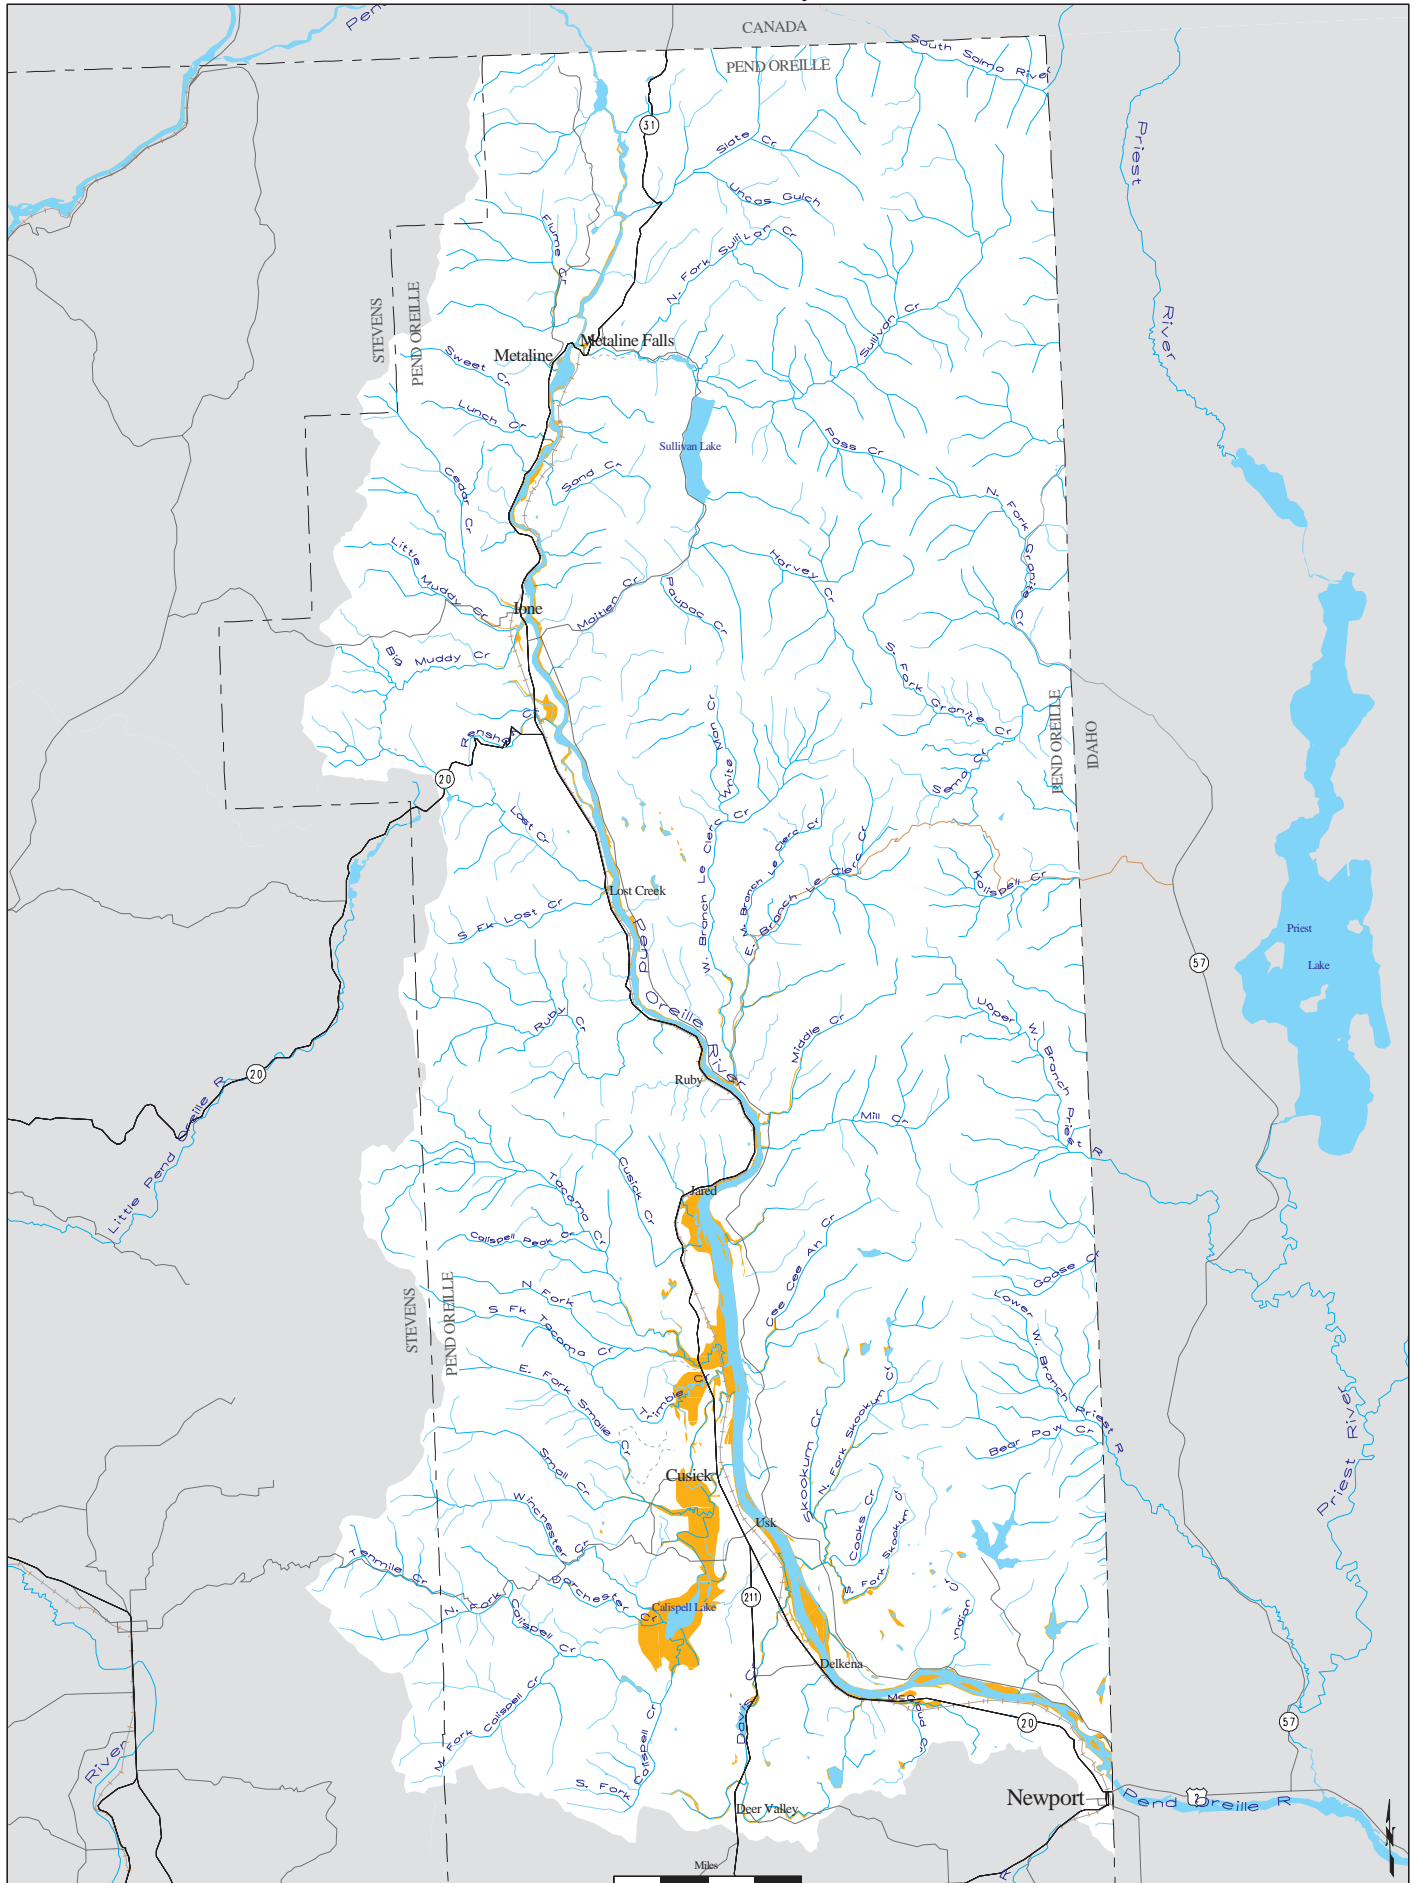 CANADA
PEND OREILLE
South Salmo River
Pend
31
Slate Cr
Uncas Gulch
Priest
River
Flume Cr
N. Fork Sullivan Cr
STEVENS
PEND OREILLE
Sullivan Cr
Metaline Falls
Metaline
Sweet Cr
Lunch Cr
Sullivan Lake
Pass Cr
Cedar Cr
Sand Cr
N. Fork Granite Cr
Little Muddy Cr
Harvey Cr
Maitlen Cr
Paupac Cr
Ione
Big Muddy Cr
S. Fork Granite Cr
PEND OREILLE
IDAHO
Renshaw Cr
White Man Cr
Sema Cr
20
Lost Cr
W. Branch Le Clerc Cr
M. Branch Le Clerc Cr
E. Branch Le Clerc Cr
Kalispell Cr
Lost Creek
S Fk Lost Cr
Priest
Lake
57
Pend
Oreille
River
Ruby Cr
Middle Cr
Upper W. Branch Priest R
20
Little Pend Oreille R
Ruby
Mill Cr
Tacoma Cr
Cusick Cr
Jared
Calispell Peak Cr
Cee Cee Ah Cr
Goose Cr
N Fork
S Fk Tacoma Cr
STEVENS
PEND OREILLE
Lower W. Branch Priest R
E. Fork Smalle Cr
Trimble Cr
Priest River
Small Cr
Skookum Cr
N. Fork Skookum Cr
Bear Paw Cr
Cusick
Winchester Cr
Usk
Cooks Cr
S. Fork Skookum Cr
Tenmile Cr
Dorchester Cr
N. Fork Calispell Cr
Calispell Lake
211
Indian Cr
Delkena
M. Fork Calispell Cr
S. Fork Calispell Cr
Davis Cr
McCloud Cr
20
57
River
Newport
Pend Oreille R
2
Deer Valley
N
Miles
R